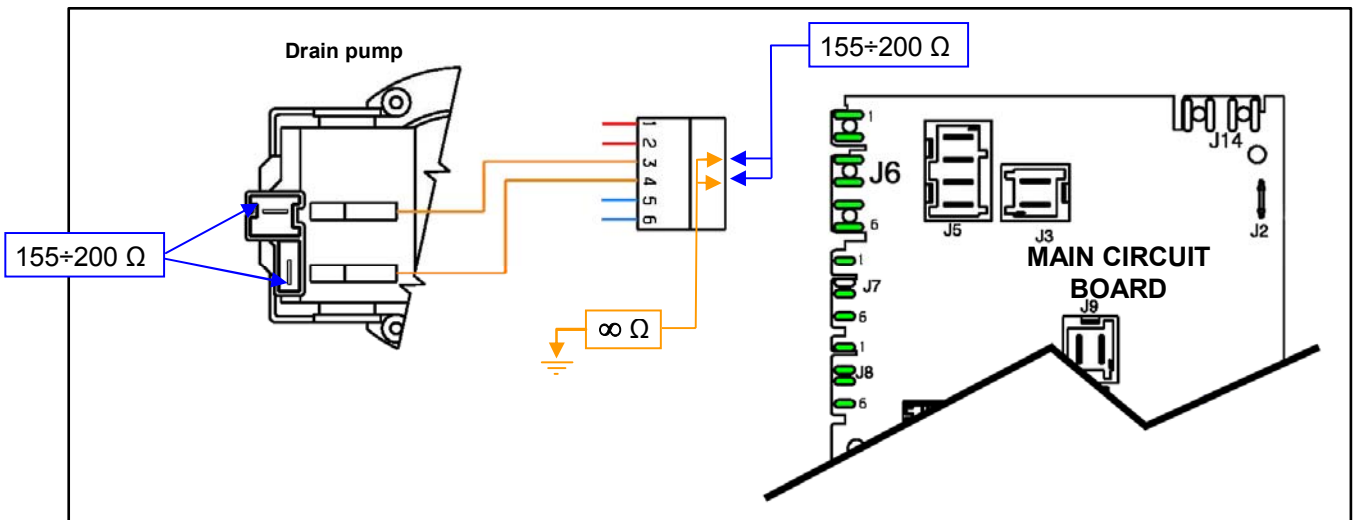 Drain pump
155÷200 Ω
155÷200 Ω
∞ Ω
1
2
3
4
5
6
1
J6
6
1
J7
6
1
J8
6
J5
J3
J14
J2
MAIN CIRCUIT
BOARD
J9